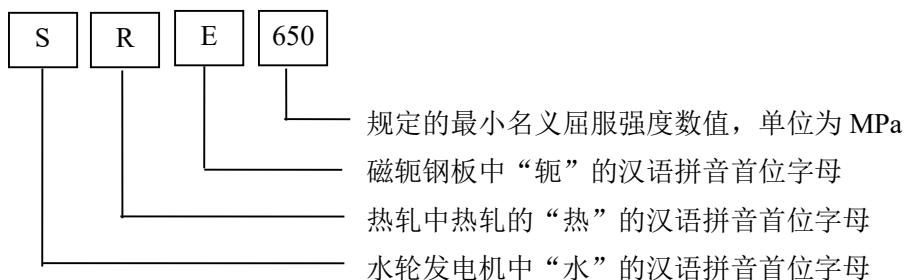 S R E 650
规定的最小名义屈服强度数值，单位为 MPa
磁轭钢板中“轭”的汉语拼音首位字母
热轧中热轧的“热”的汉语拼音首位字母
水轮发电机中“水”的汉语拼音首位字母